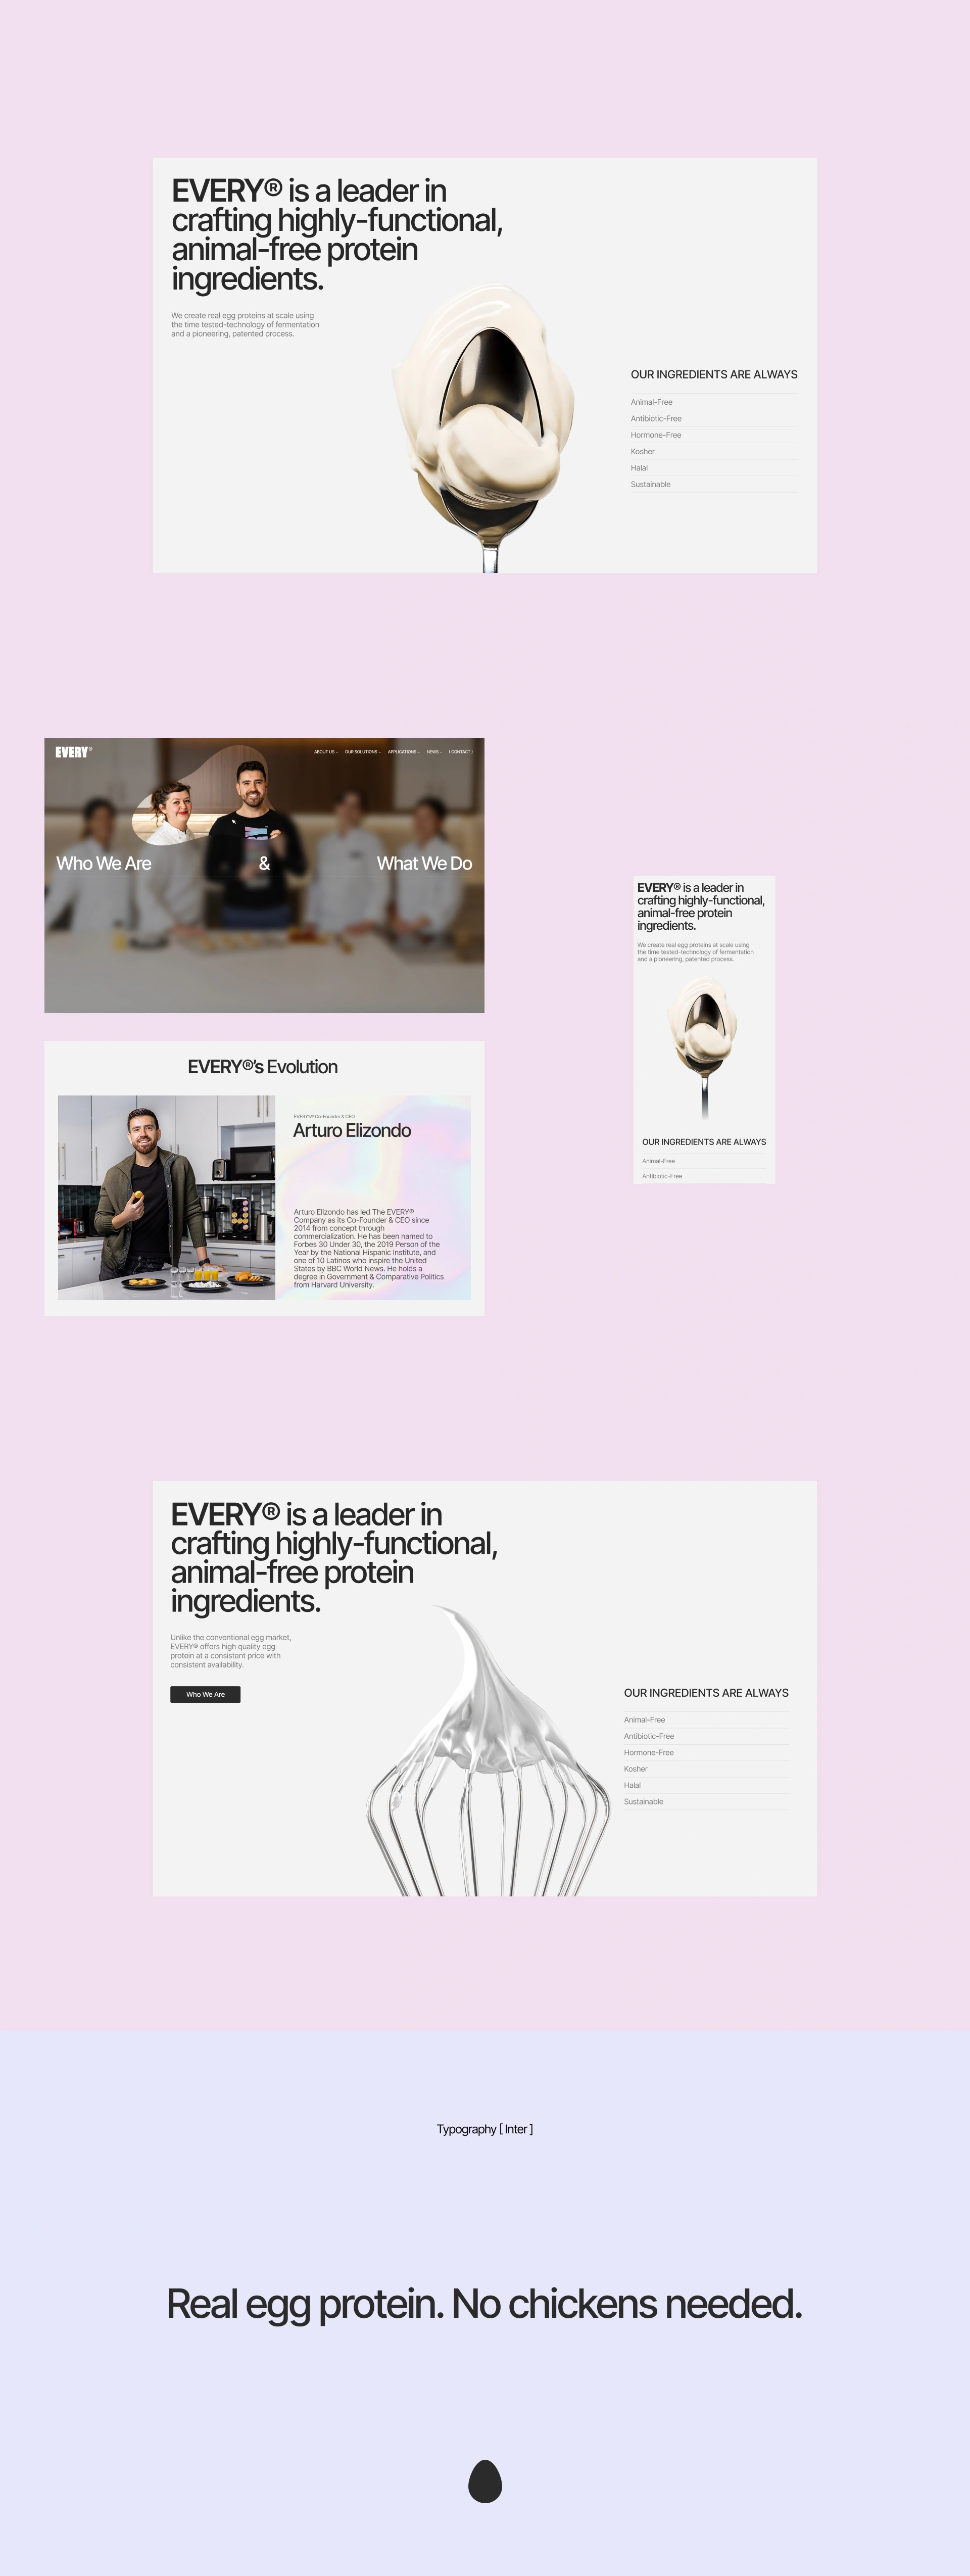 EVERY® is a leader in
crafting highly-functional,
animal-free protein
ingredients.
We create real egg proteins at scale using
the time tested-technology of fermentation
and a pioneering, patented process.
OUR INGREDIENTS ARE ALWAYS
Animal-Free
Antibiotic-Free
Hormone-Free
Kosher
Halal
Sustainable
EVERY®
ABOUT US OUR SOLUTIONS APPLICATIONS NEWS ( CONTACT )
Who We Are & What We Do
EVERY®'s Evolution
EVERY®'s Co-Founder & CEO
Arturo Elizondo
Arturo Elizondo has led The EVERY®
Company as its Co-Founder & CEO since
2014 from concept through
commercialization. He has been named to
Forbes 30 Under 30, the 2019 Person of the
Year by the National Hispanic Institute, and
one of 10 Latinos who inspire the United
States by BBC World News. He holds a
degree in Government & Comparative Politics
from Harvard University.
EVERY® is a leader in
crafting highly-functional,
animal-free protein
ingredients.
We create real egg proteins at scale using
the time tested-technology of fermentation
and a pioneering, patented process.
OUR INGREDIENTS ARE ALWAYS
Animal-Free
Antibiotic-Free
EVERY® is a leader in
crafting highly-functional,
animal-free protein
ingredients.
Unlike the conventional egg market,
EVERY® offers high quality egg
protein at a consistent price with
consistent availability.
Who We Are
OUR INGREDIENTS ARE ALWAYS
Animal-Free
Antibiotic-Free
Hormone-Free
Kosher
Halal
Sustainable
Typography [ Inter ]
Real egg protein. No chickens needed.